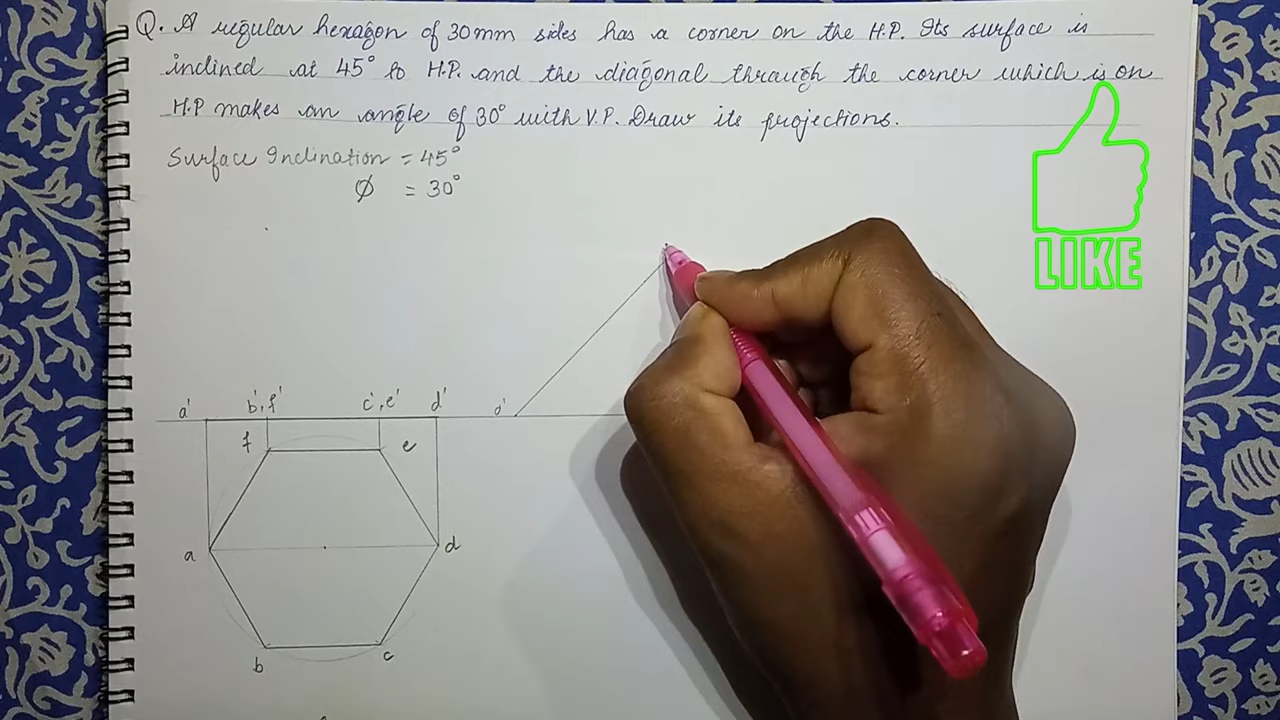 Q. A regular hexagon of 30mm sides has a corner on the H.P. Its surface is
inclined at 45° to H.P. and the diagonal through the corner which is on
H.P makes an angle of 30° with V.P. Draw its projections.
Surface Inclination = 45°
Ø = 30°
LIKE
a' b',f' c',e' d' a'
f e
a d
b c